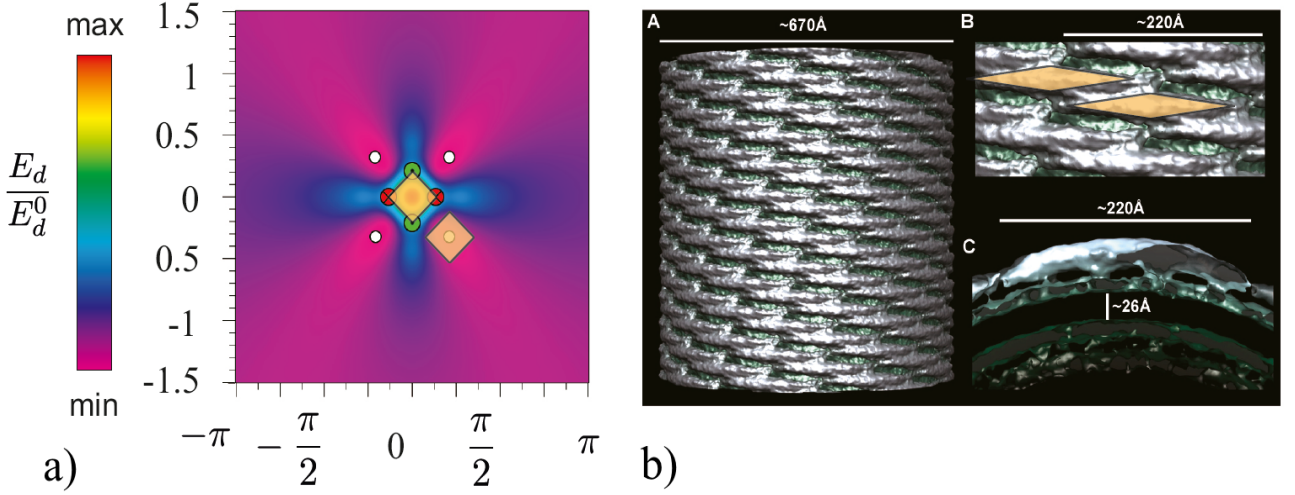 max
E_d
E_d^0
min
1.5
1
0.5
0
0.5
-1
-1.5
−π
− π/2
0
π/2
π
a)
A
~670Å
B
~220Å
~220Å
C
~26Å
b)